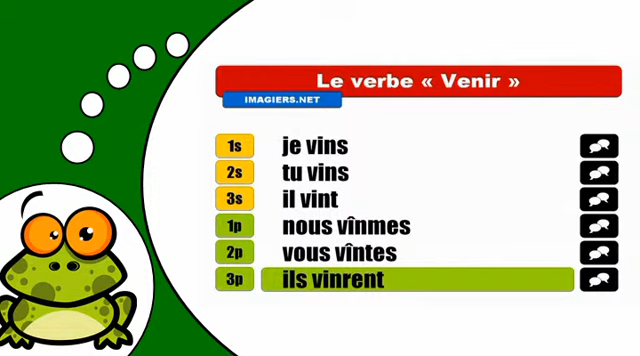 Le verbe « Venir »
IMAGIERS.NET
1s je vins
2s tu vins
3s il vint
1p nous vînmes
2p vous vîntes
3p ils vinrent